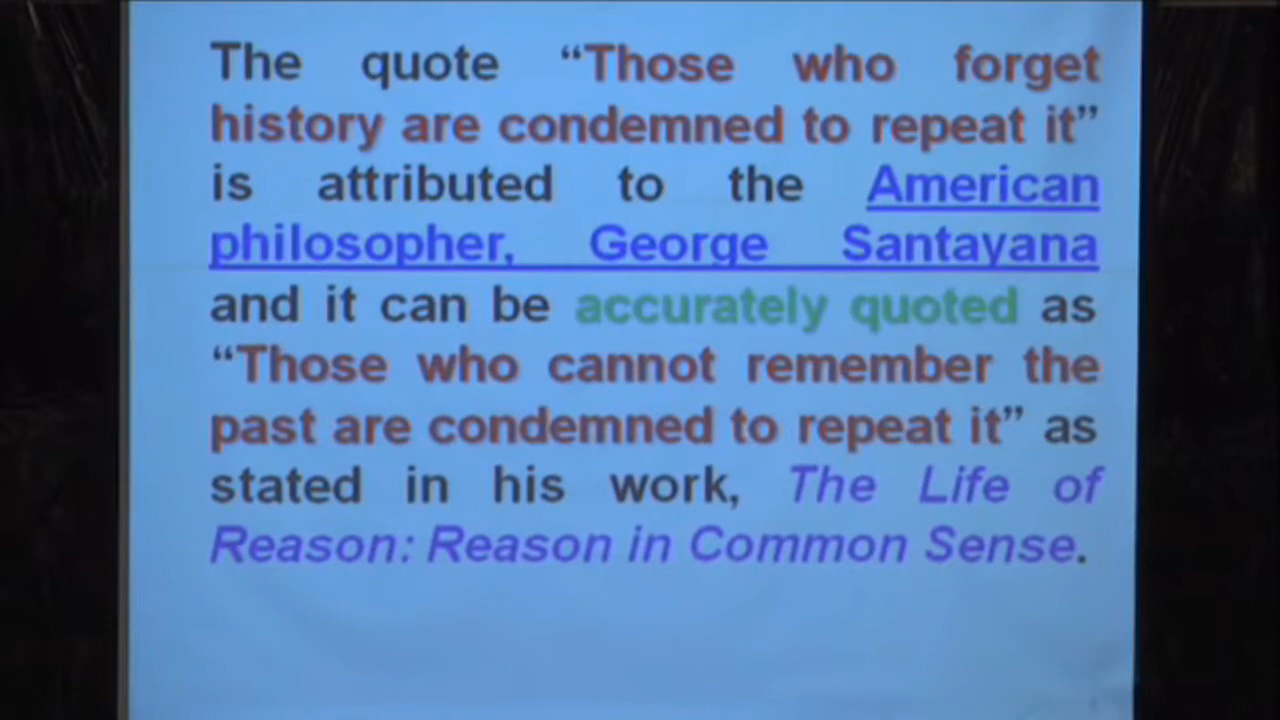 The quote “Those who forget
history are condemned to repeat it”
is attributed to the American
philosopher, George Santayana
and it can be accurately quoted as
“Those who cannot remember the
past are condemned to repeat it” as
stated in his work, The Life of
Reason: Reason in Common Sense.